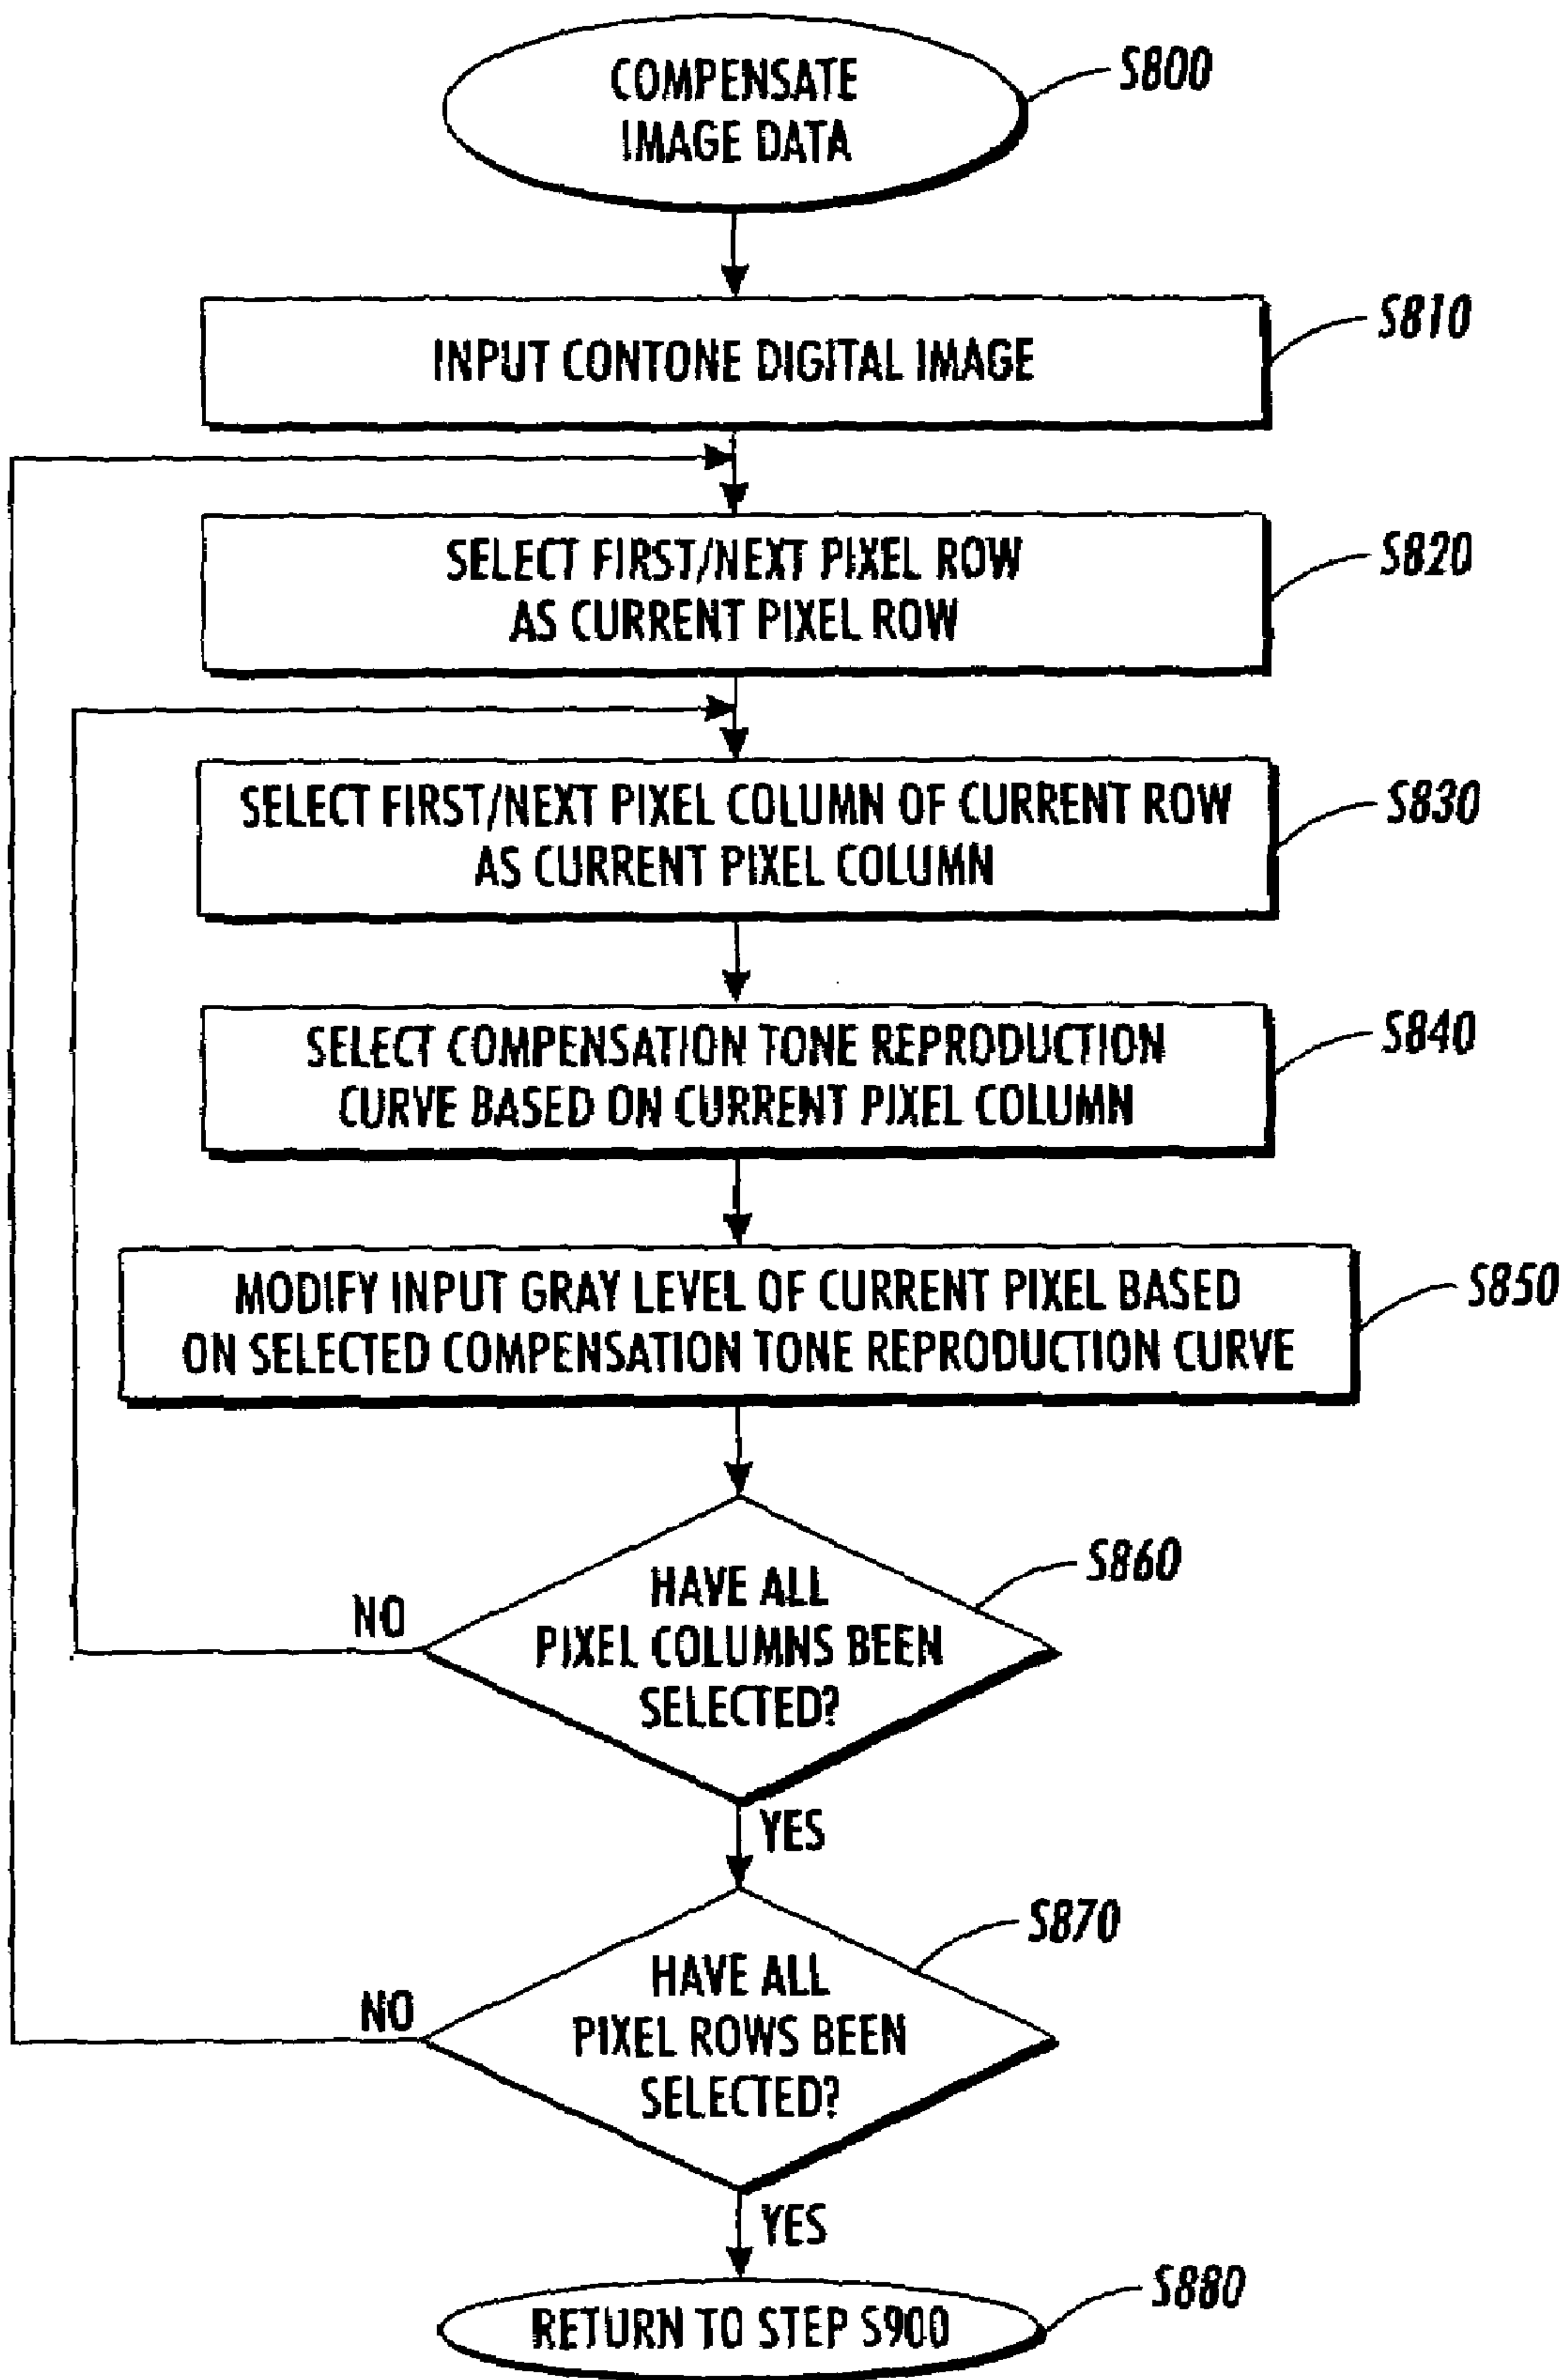 COMPENSATE
IMAGE DATA
S800
INPUT CONTONE DIGITAL IMAGE
S810
SELECT FIRST/NEXT PIXEL ROW
AS CURRENT PIXEL ROW
S820
SELECT FIRST/NEXT PIXEL COLUMN OF CURRENT ROW
AS CURRENT PIXEL COLUMN
S830
SELECT COMPENSATION TONE REPRODUCTION
CURVE BASED ON CURRENT PIXEL COLUMN
S840
MODIFY INPUT GRAY LEVEL OF CURRENT PIXEL BASED
ON SELECTED COMPENSATION TONE REPRODUCTION CURVE
S850
HAVE ALL
PIXEL COLUMNS BEEN
SELECTED?
S860
NO
YES
HAVE ALL
PIXEL ROWS BEEN
SELECTED?
S870
NO
YES
RETURN TO STEP S900
S880